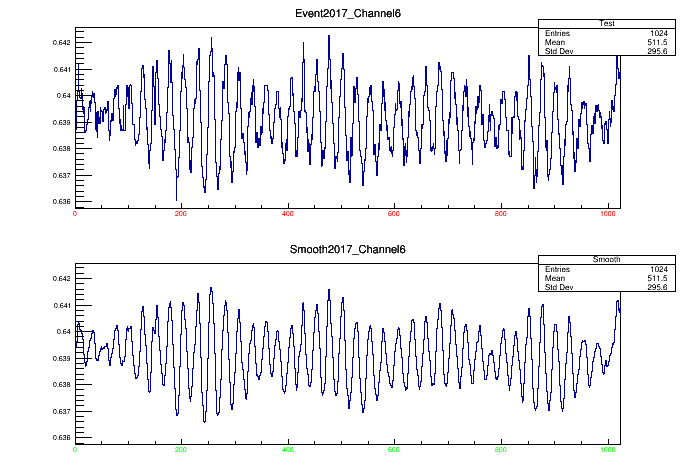 Event2017_Channel6
Test
Entries 1024
Mean 511.5
Std Dev 295.6
0.642
0.641
0.64
0.639
0.638
0.637
0.636
0 200 400 600 800 1000
Smooth2017_Channel6
Smooth
Entries 1024
Mean 511.5
Std Dev 295.6
0.642
0.641
0.64
0.639
0.638
0.637
0.636
0 200 400 600 800 1000